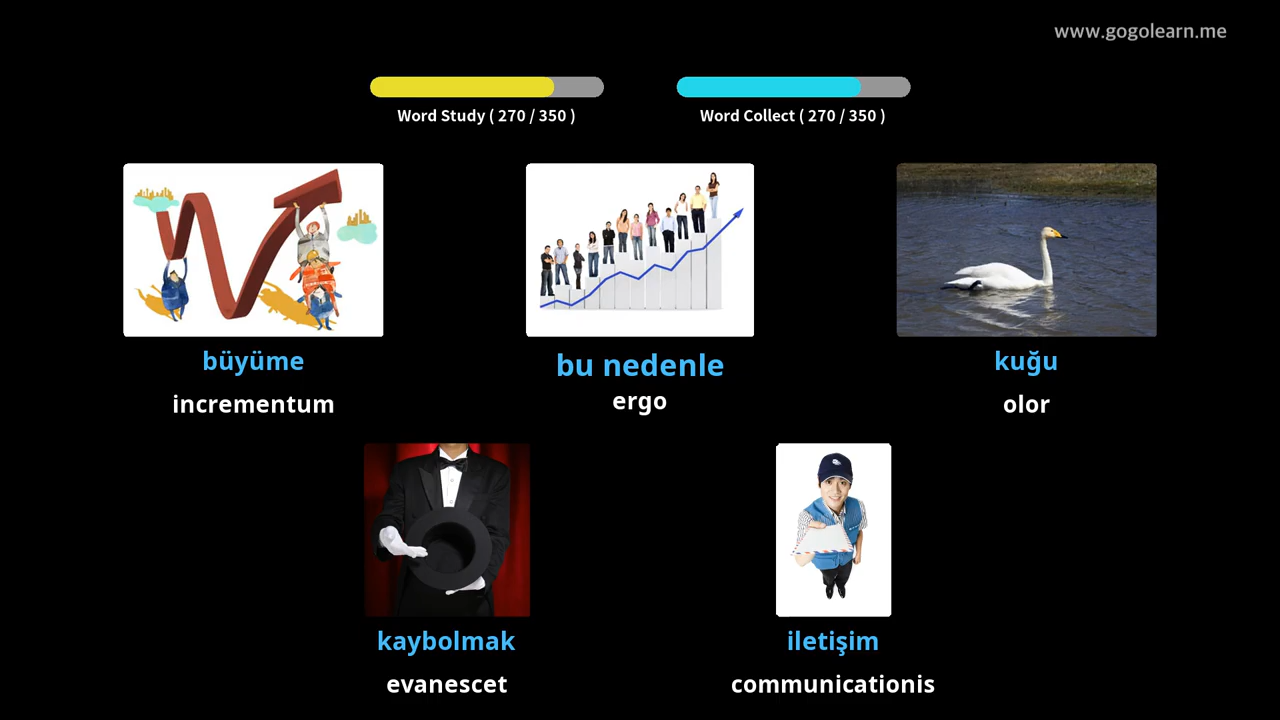 www.gogolearn.me
Word Study ( 270 / 350 )
Word Collect ( 270 / 350 )
büyüme
incrementum
bu nedenle
ergo
kuğu
olor
kaybolmak
evanescet
iletişim
communicationis